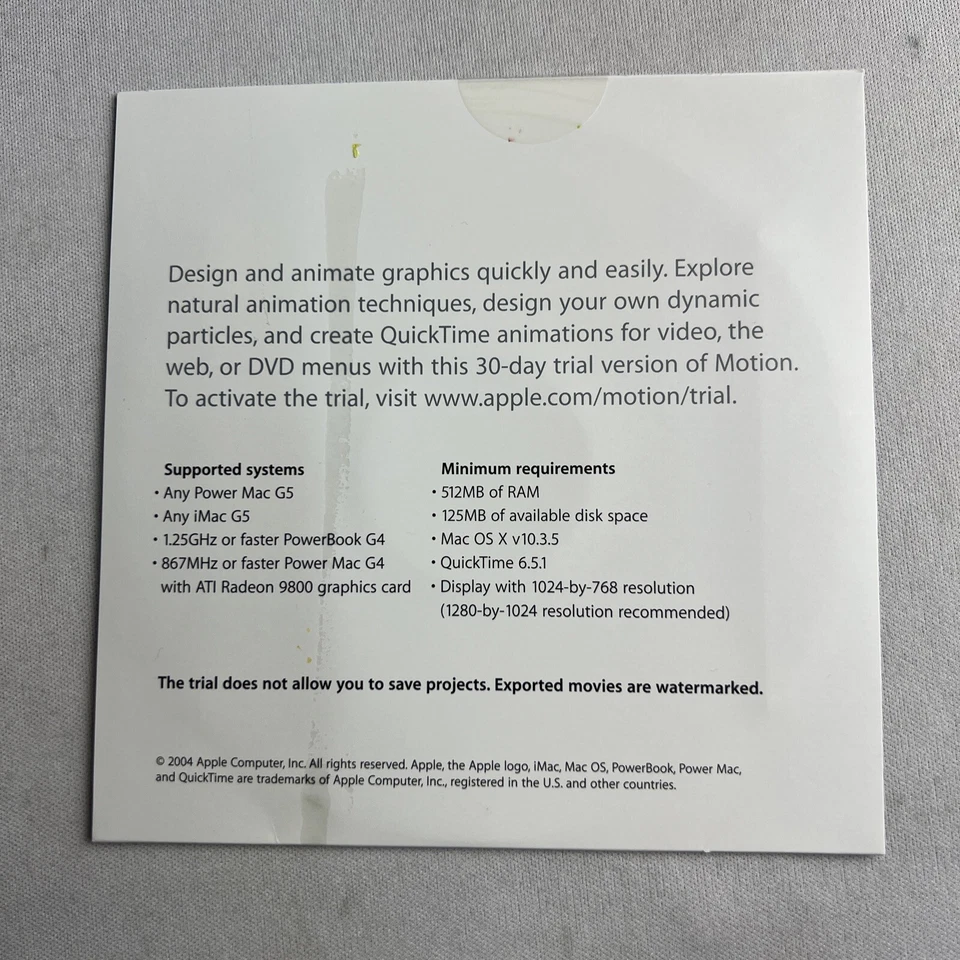 Design and animate graphics quickly and easily. Explore
natural animation techniques, design your own dynamic
particles, and create QuickTime animations for video, the
web, or DVD menus with this 30-day trial version of Motion.
To activate the trial, visit www.apple.com/motion/trial.
Supported systems
• Any Power Mac G5
• Any iMac G5
• 1.25GHz or faster PowerBook G4
• 867MHz or faster Power Mac G4
with ATI Radeon 9800 graphics card
Minimum requirements
• 512MB of RAM
• 125MB of available disk space
• Mac OS X v10.3.5
• QuickTime 6.5.1
• Display with 1024-by-768 resolution
(1280-by-1024 resolution recommended)
The trial does not allow you to save projects. Exported movies are watermarked.
© 2004 Apple Computer, Inc. All rights reserved. Apple, the Apple logo, iMac, Mac OS, PowerBook, Power Mac,
and QuickTime are trademarks of Apple Computer, Inc., registered in the U.S. and other countries.